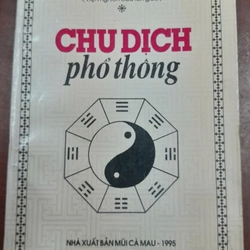 CHU DỊCH
phổ thông
NHÀ XUẤT BẢN MŨI CÀ MAU - 1995